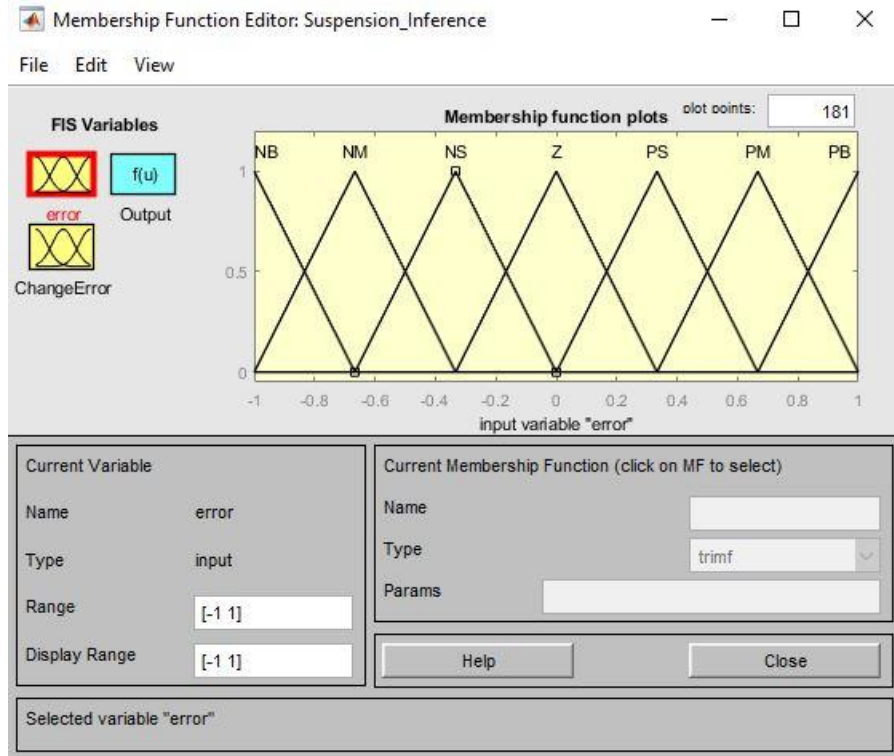 Membership Function Editor: Suspension_Inference
File Edit View
FIS Variables
f(u)
error
Output
ChangeError
Membership function plots
plot points:
181
NB NM NS Z PS PM PB
1
0.5
0
-1 -0.8 -0.6 -0.4 -0.2 0 0.2 0.4 0.6 0.8 1
input variable "error"
Current Variable
Name error
Type input
Range [-1 1]
Display Range [-1 1]
Current Membership Function (click on MF to select)
Name
Type trimf
Params
Help Close
Selected variable "error"